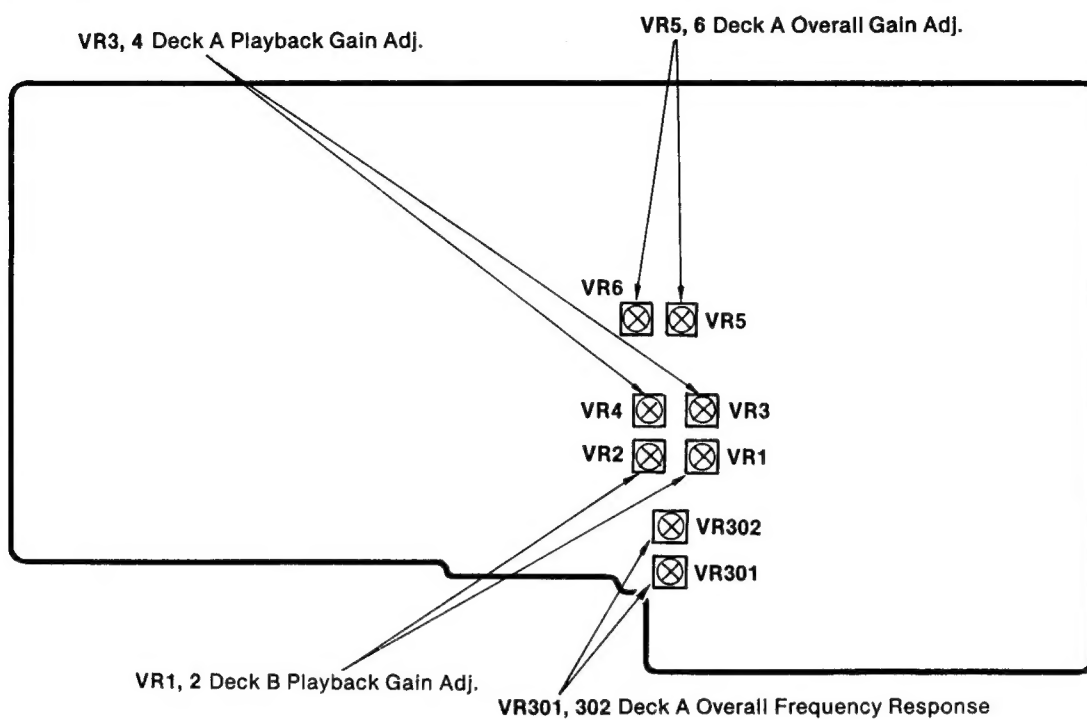 VR3, 4 Deck A Playback Gain Adj.
VR5, 6 Deck A Overall Gain Adj.
VR6
VR5
VR4
VR3
VR2
VR1
VR302
VR301
VR1, 2 Deck B Playback Gain Adj.
VR301, 302 Deck A Overall Frequency Response